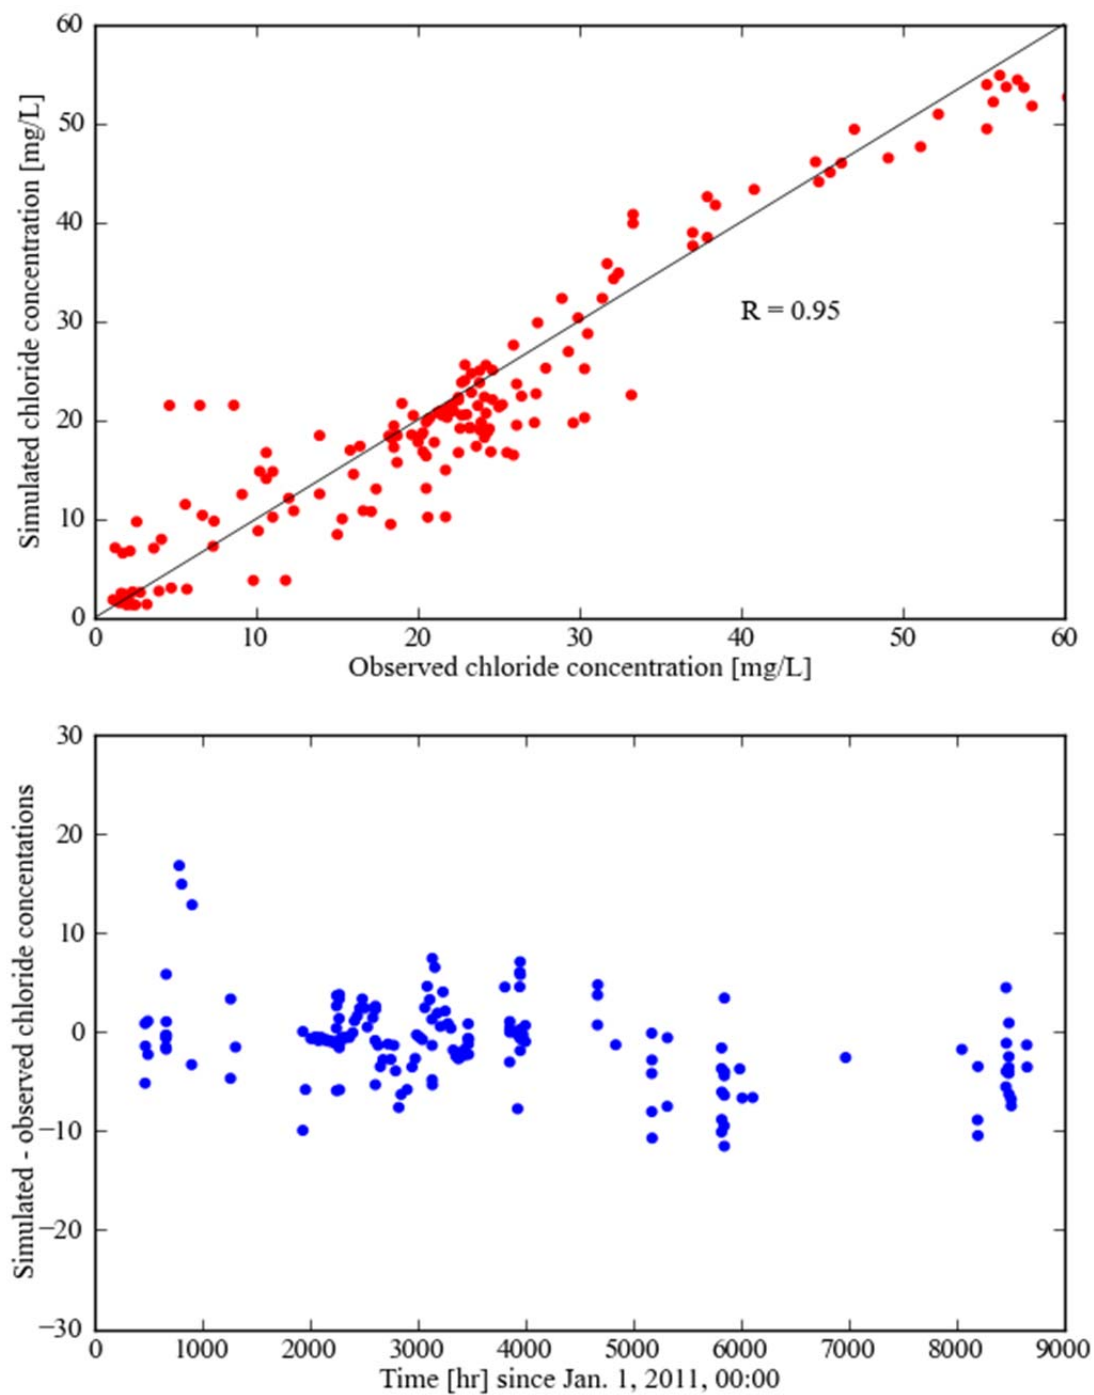 60
50
40
30
20
10
0
Simulated chloride concentration [mg/L]
R = 0.95
0 10 20 30 40 50 60
Observed chloride concentration [mg/L]
30
20
10
0
−10
−20
−30
Simulated - observed chloride concentations
0 1000 2000 3000 4000 5000 6000 7000 8000 9000
Time [hr] since Jan. 1, 2011, 00:00